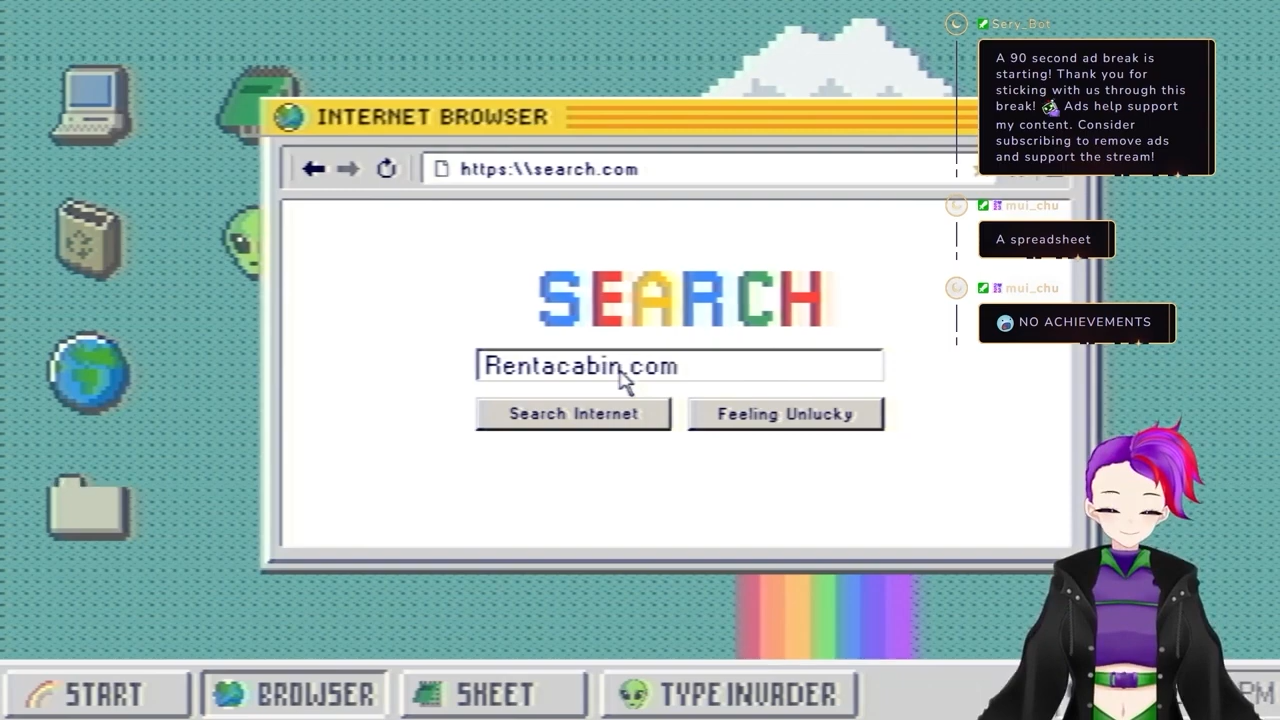 Sery_Bot
A 90 second ad break is
starting! Thank you for
sticking with us through this
break! Ads help support
my content. Consider
subscribing to remove ads
and support the stream!
mui_chu
A spreadsheet
mui_chu
NO ACHIEVEMENTS
INTERNET BROWSER
https:\\search.com
SEARCH
Rentacabin.com
Search Internet
Feeling Unlucky
START
BROWSER
SHEET
TYPE INVADER